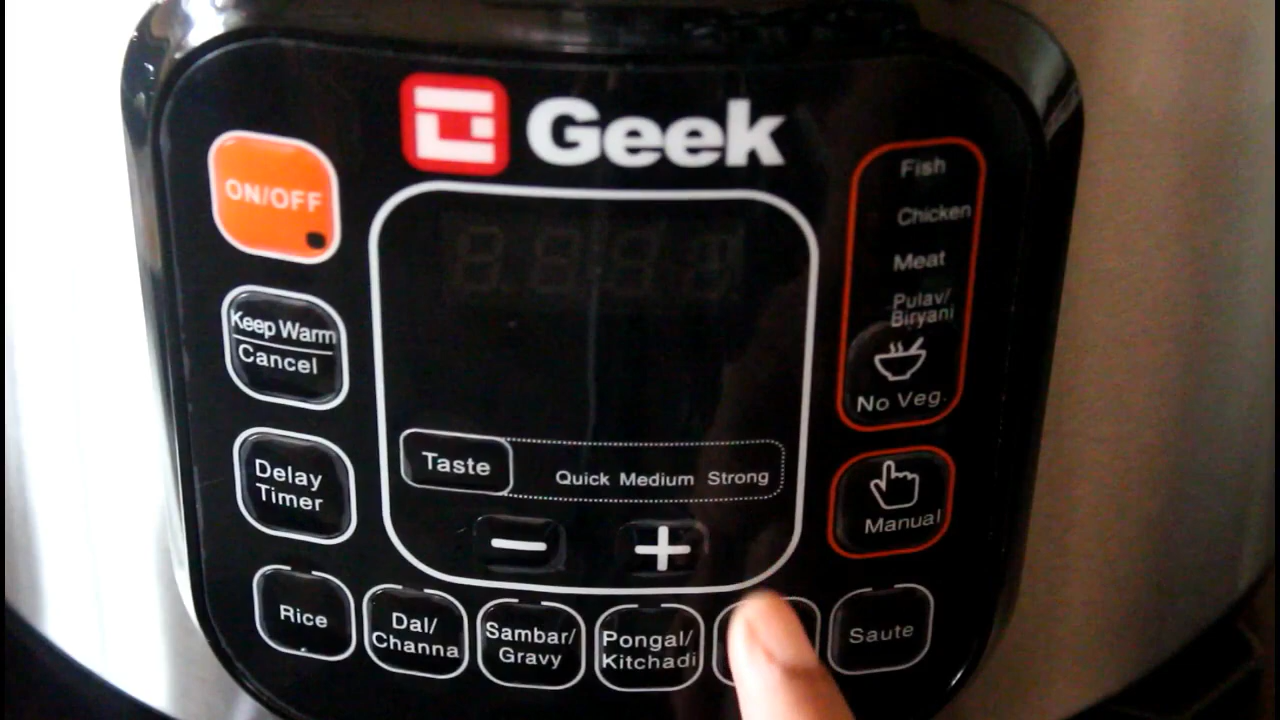 Geek
ON/OFF
Keep Warm
Cancel
Delay
Timer
Fish
Chicken
Meat
Pulav/
Biryani
No Veg.
Manual
Taste
Quick Medium Strong
− +
Rice
Dal/
Channa
Sambar/
Gravy
Pongal/
Kitchadi
Saute